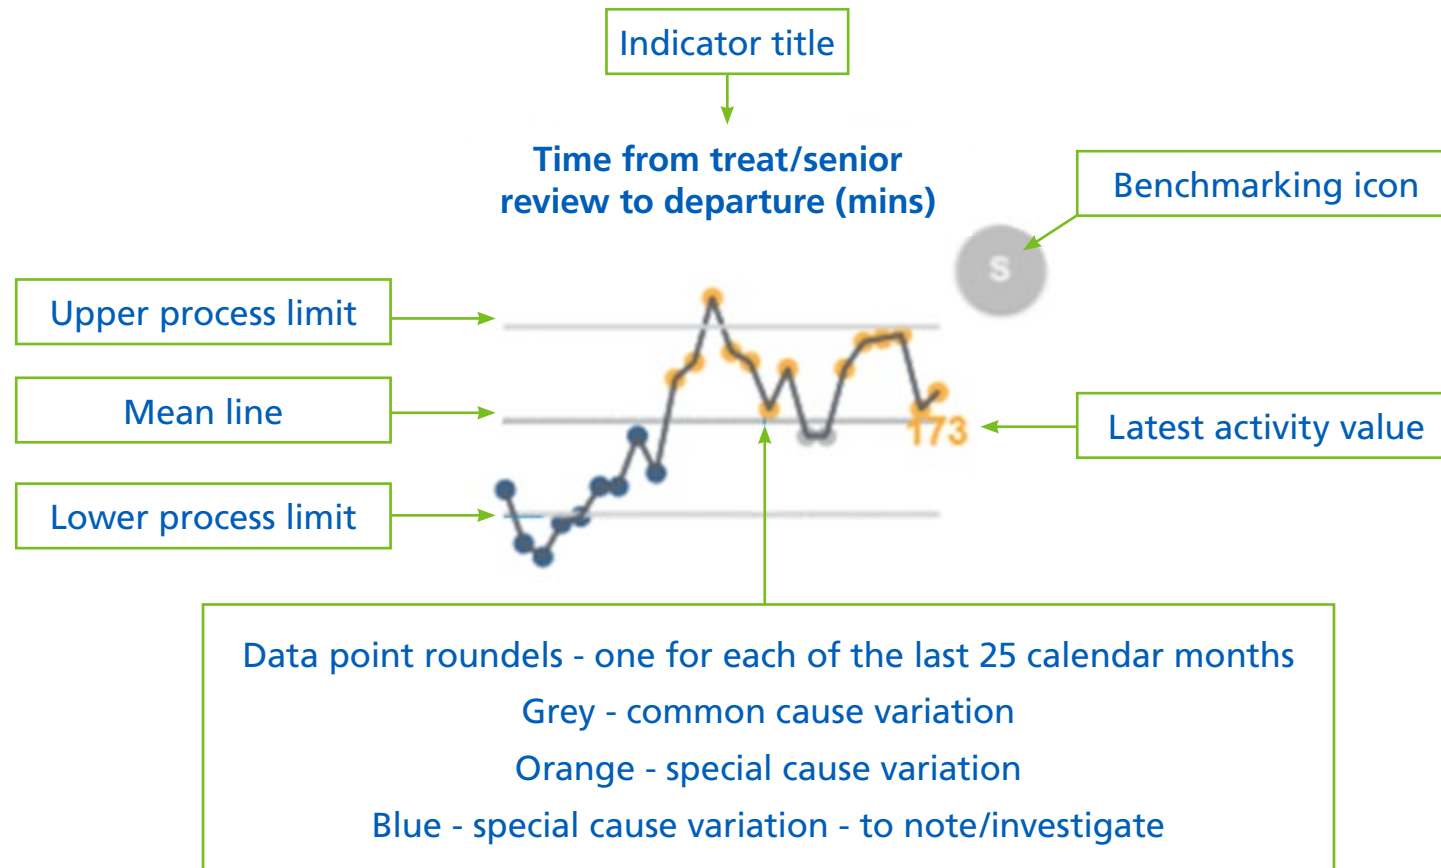 Indicator title
Time from treat/senior
review to departure (mins)
Benchmarking icon
S
Upper process limit
Mean line
173
Latest activity value
Lower process limit
Data point roundels - one for each of the last 25 calendar months
Grey - common cause variation
Orange - special cause variation
Blue - special cause variation - to note/investigate